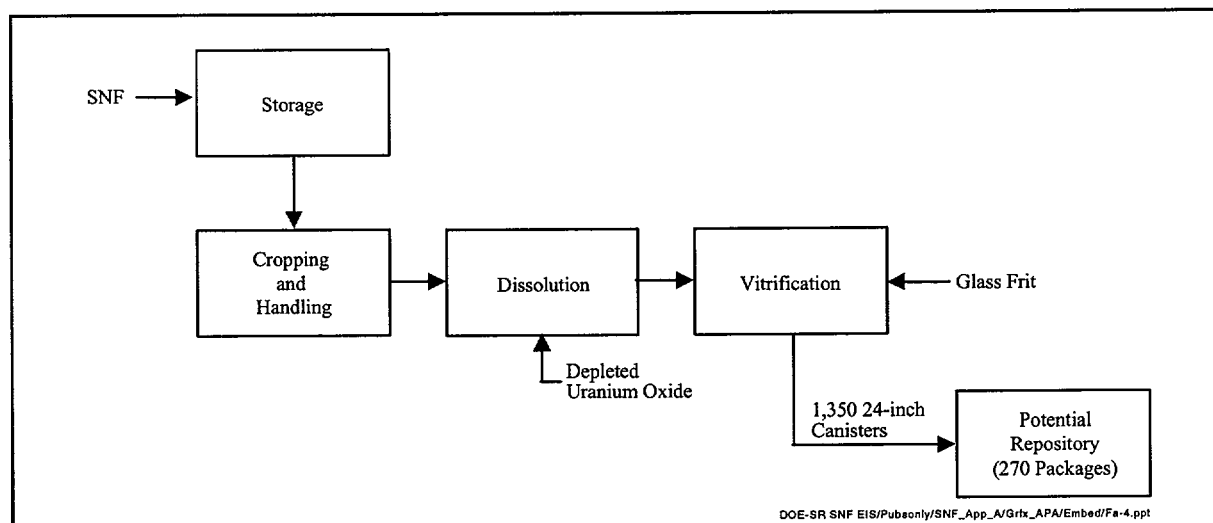 SNF
Storage
Cropping
and
Handling
Dissolution
Vitrification
Glass Frit
Depleted
Uranium Oxide
1,350 24-inch
Canisters
Potential
Repository
(270 Packages)
DOE-SR SNF EIS/Pubsonly/SNF_App_A/Grfx_APA/Embed/Fa-4.ppt